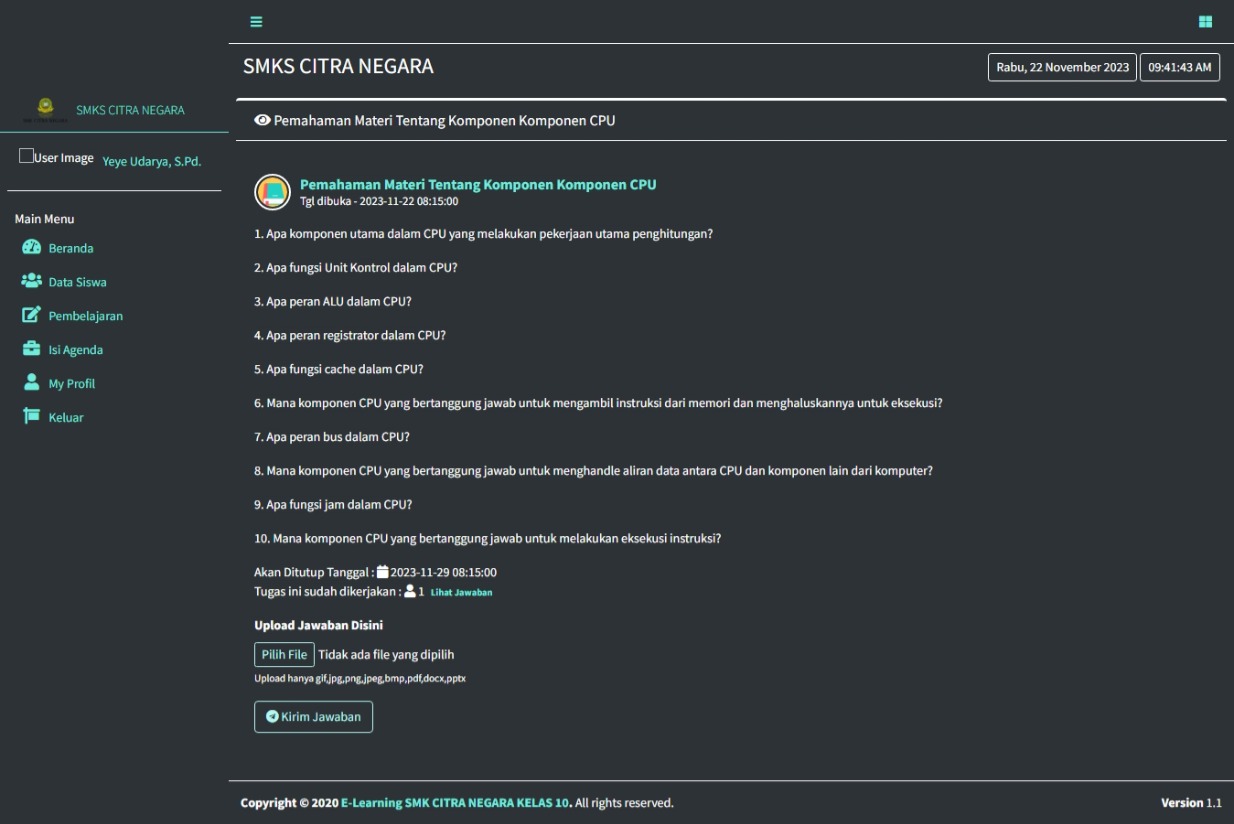 SMKS CITRA NEGARA
User Image Yeye Udarya, S.Pd.
Main Menu
Beranda
Data Siswa
Pembelajaran
Isi Agenda
My Profil
Keluar
SMKS CITRA NEGARA
Rabu, 22 November 2023 09:41:43 AM
Pemahaman Materi Tentang Komponen Komponen CPU
Pemahaman Materi Tentang Komponen Komponen CPU
Tgl dibuka - 2023-11-22 08:15:00
1. Apa komponen utama dalam CPU yang melakukan pekerjaan utama penghitungan?
2. Apa fungsi Unit Kontrol dalam CPU?
3. Apa peran ALU dalam CPU?
4. Apa peran registrator dalam CPU?
5. Apa fungsi cache dalam CPU?
6. Mana komponen CPU yang bertanggung jawab untuk mengambil instruksi dari memori dan menghaluskannya untuk eksekusi?
7. Apa peran bus dalam CPU?
8. Mana komponen CPU yang bertanggung jawab untuk menghandle aliran data antara CPU dan komponen lain dari komputer?
9. Apa fungsi jam dalam CPU?
10. Mana komponen CPU yang bertanggung jawab untuk melakukan eksekusi instruksi?
Akan Ditutup Tanggal : 2023-11-29 08:15:00
Tugas ini sudah dikerjakan : 1 Lihat Jawaban
Upload Jawaban Disini
Pilih File Tidak ada file yang dipilih
Upload hanya gif,jpg,png,jpeg,bmp,pdf,docx,pptx
Kirim Jawaban
Copyright © 2020 E-Learning SMK CITRA NEGARA KELAS 10. All rights reserved.
Version 1.1